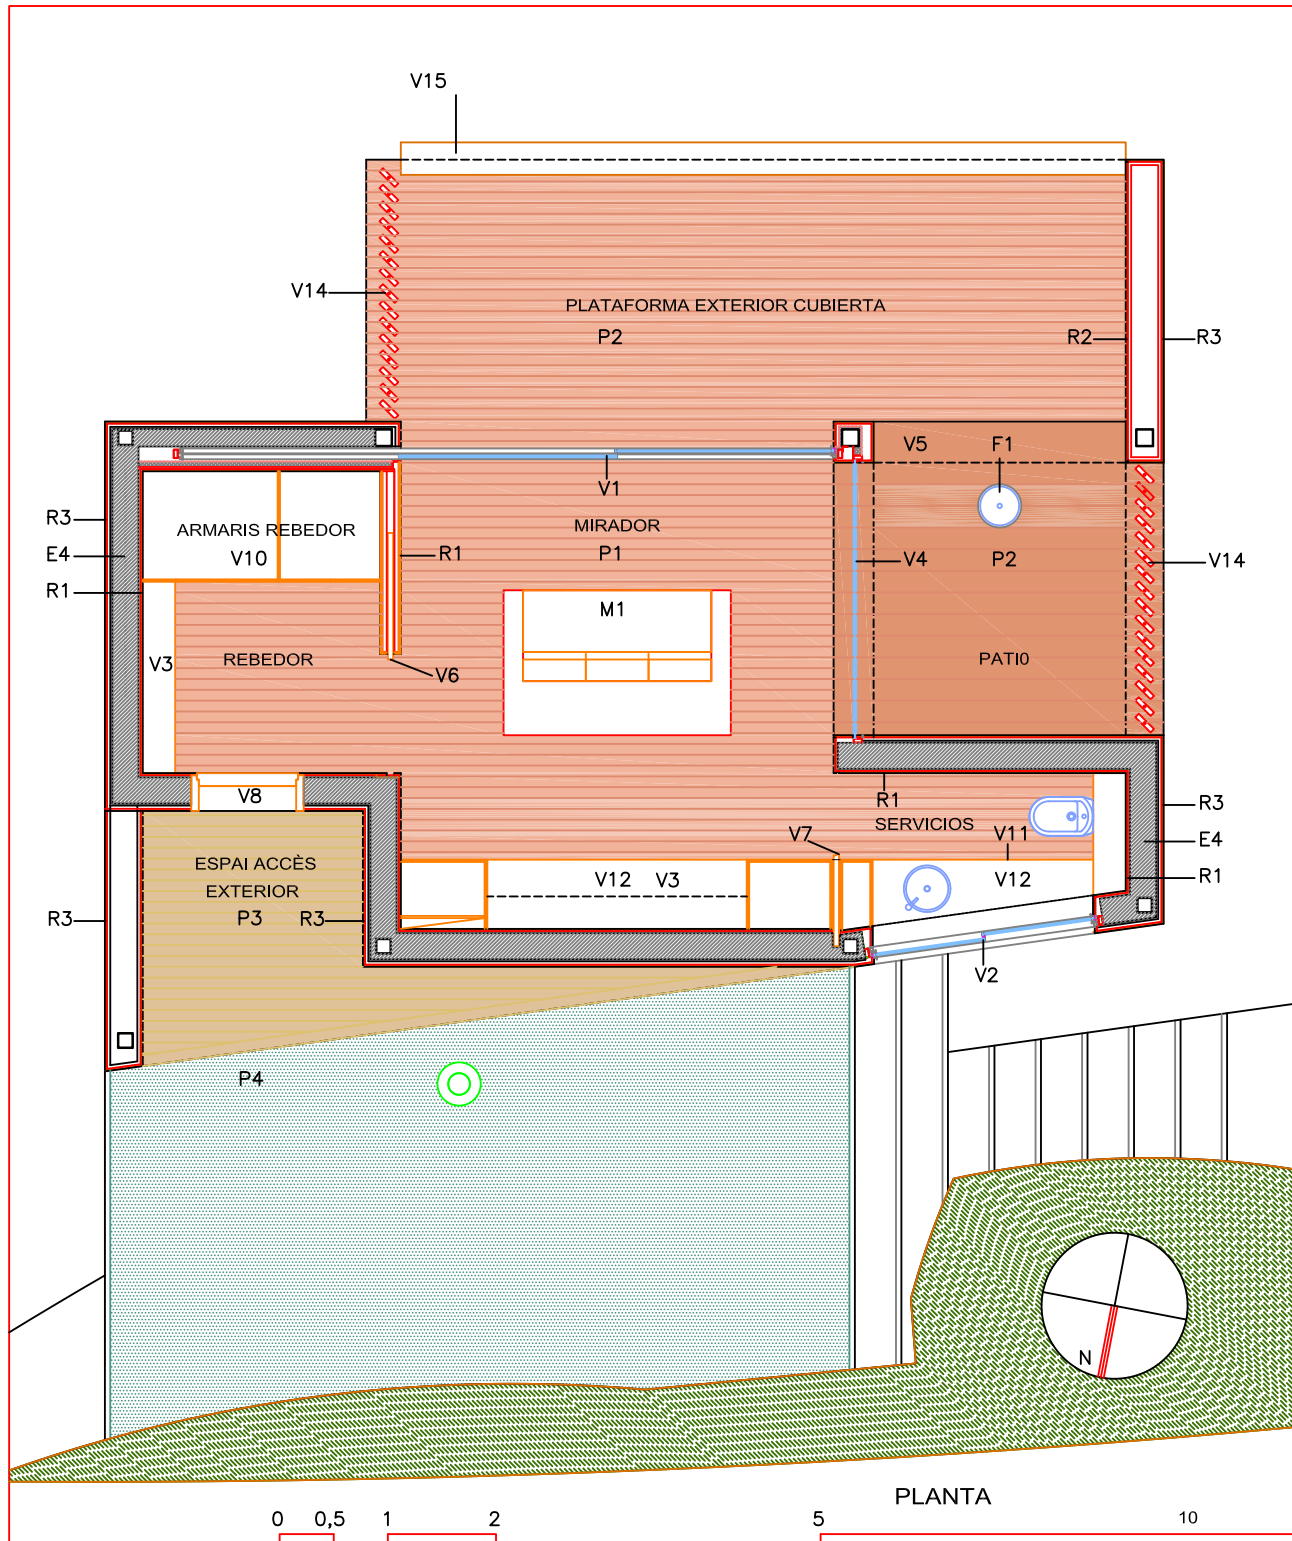 V15
V14
PLATAFORMA EXTERIOR CUBIERTA
P2
R2
R3
V5
F1
V1
R3
ARMARIS REBEDOR
MIRADOR
E4
V10
R1
P1
V4
P2
V14
R1
M1
V3
REBEDOR
V6
PATIO
V8
R1
R3
SERVICIOS
V7
V11
E4
ESPAI ACCÈS
EXTERIOR
V12
V3
V12
R1
R3
P3
R3
V2
P4
N
PLANTA
0
0,5
1
2
5
10